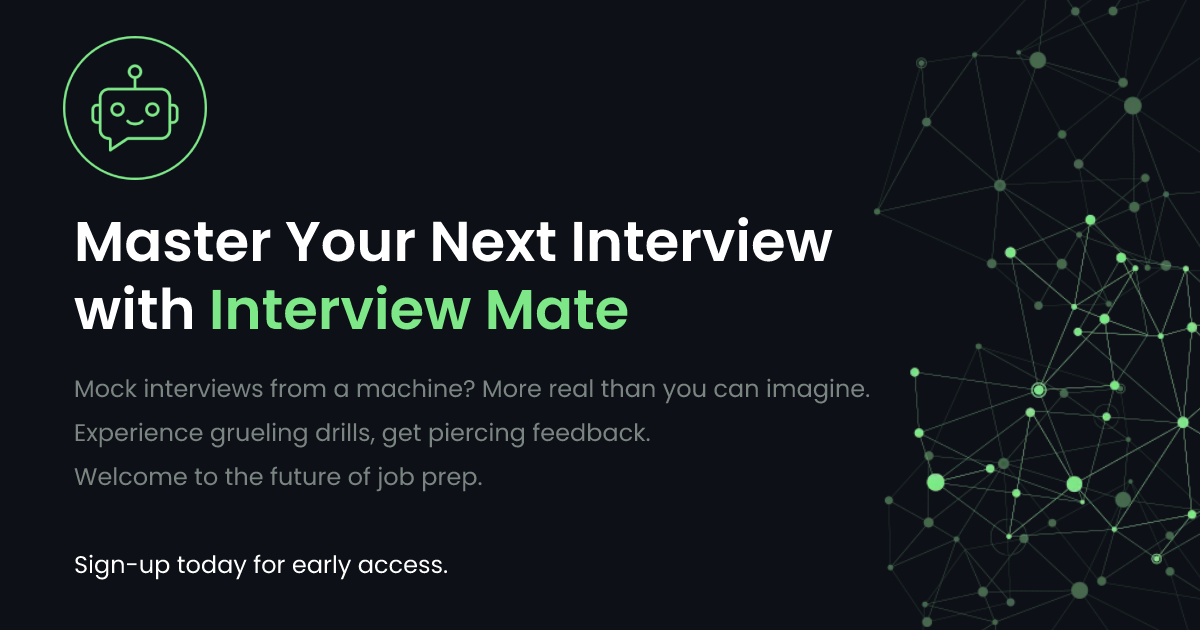 Master Your Next Interview
with Interview Mate
Mock interviews from a machine? More real than you can imagine.
Experience grueling drills, get piercing feedback.
Welcome to the future of job prep.
Sign-up today for early access.